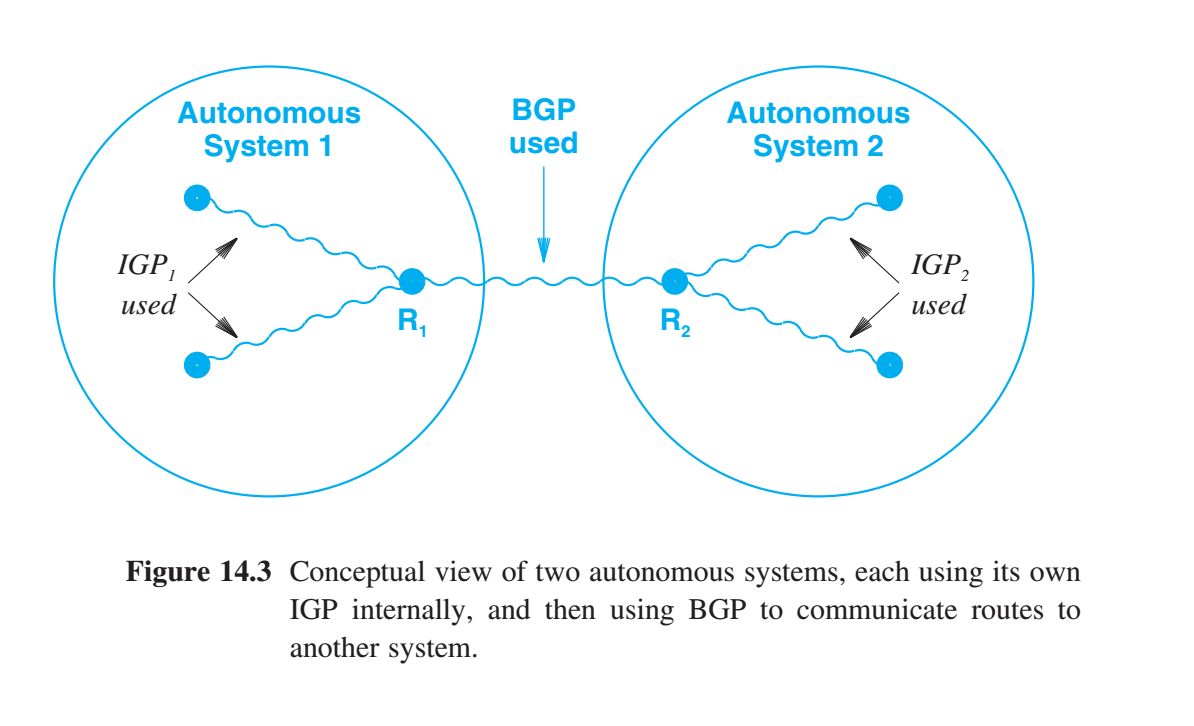 Autonomous
System 1
BGP
used
Autonomous
System 2
IGP₁
used
R₁
R₂
IGP₂
used
Figure 14.3 Conceptual view of two autonomous systems, each using its own
IGP internally, and then using BGP to communicate routes to
another system.